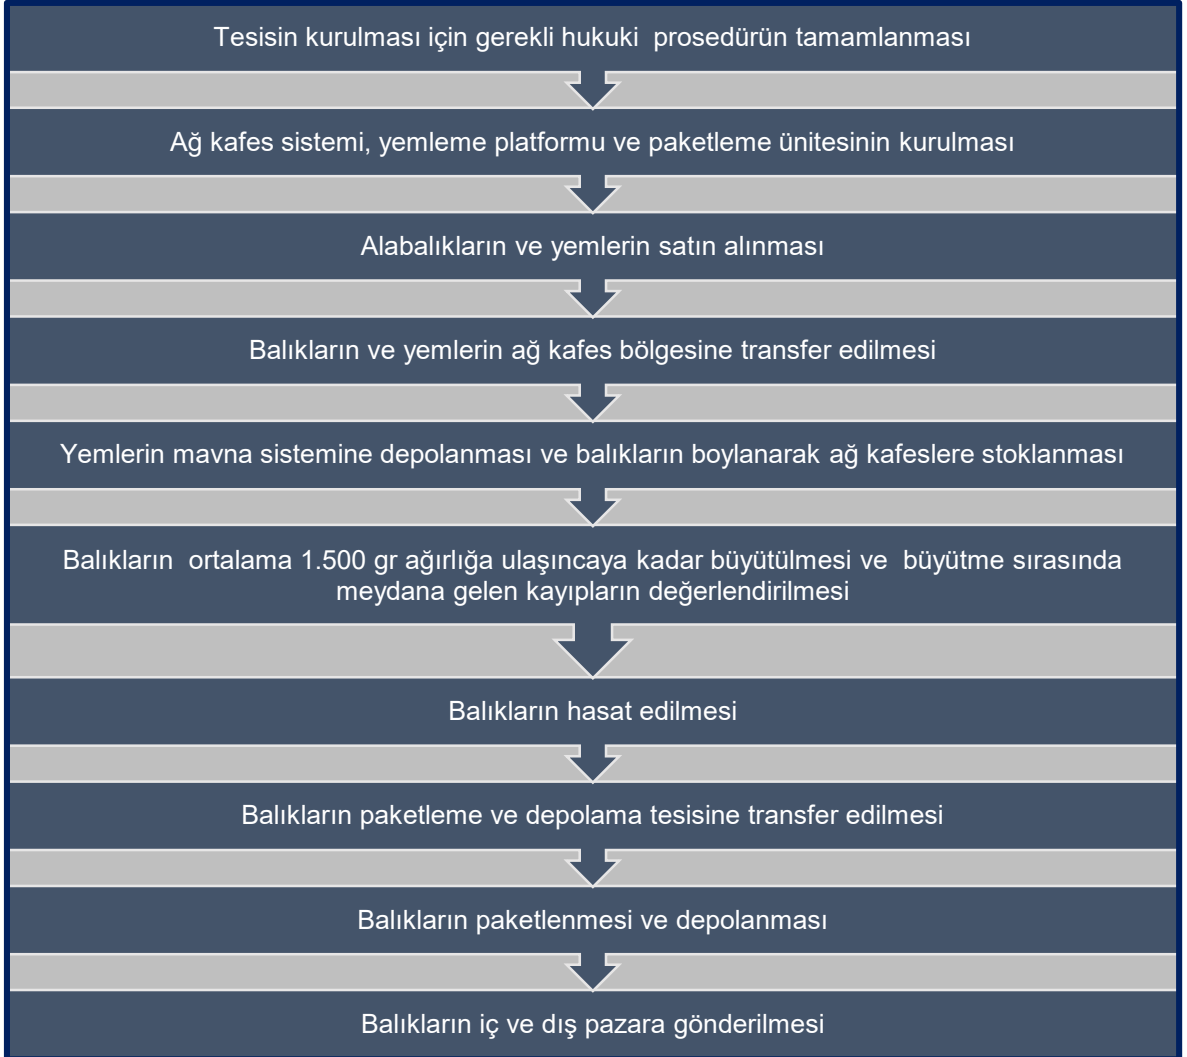 Tesisin kurulması için gerekli hukuki  prosedürün tamamlanması
Ağ kafes sistemi, yemleme platformu ve paketleme ünitesinin kurulması
Alabalıkların ve yemlerin satın alınması
Balıkların ve yemlerin ağ kafes bölgesine transfer edilmesi
Yemlerin mavna sistemine depolanması ve balıkların boylanarak ağ kafeslere stoklanması
Balıkların  ortalama 1.500 gr ağırlığa ulaşıncaya kadar büyütülmesi ve  büyütme sırasında
meydana gelen kayıpların değerlendirilmesi
Balıkların hasat edilmesi
Balıkların paketleme ve depolama tesisine transfer edilmesi
Balıkların paketlenmesi ve depolanması
Balıkların iç ve dış pazara gönderilmesi